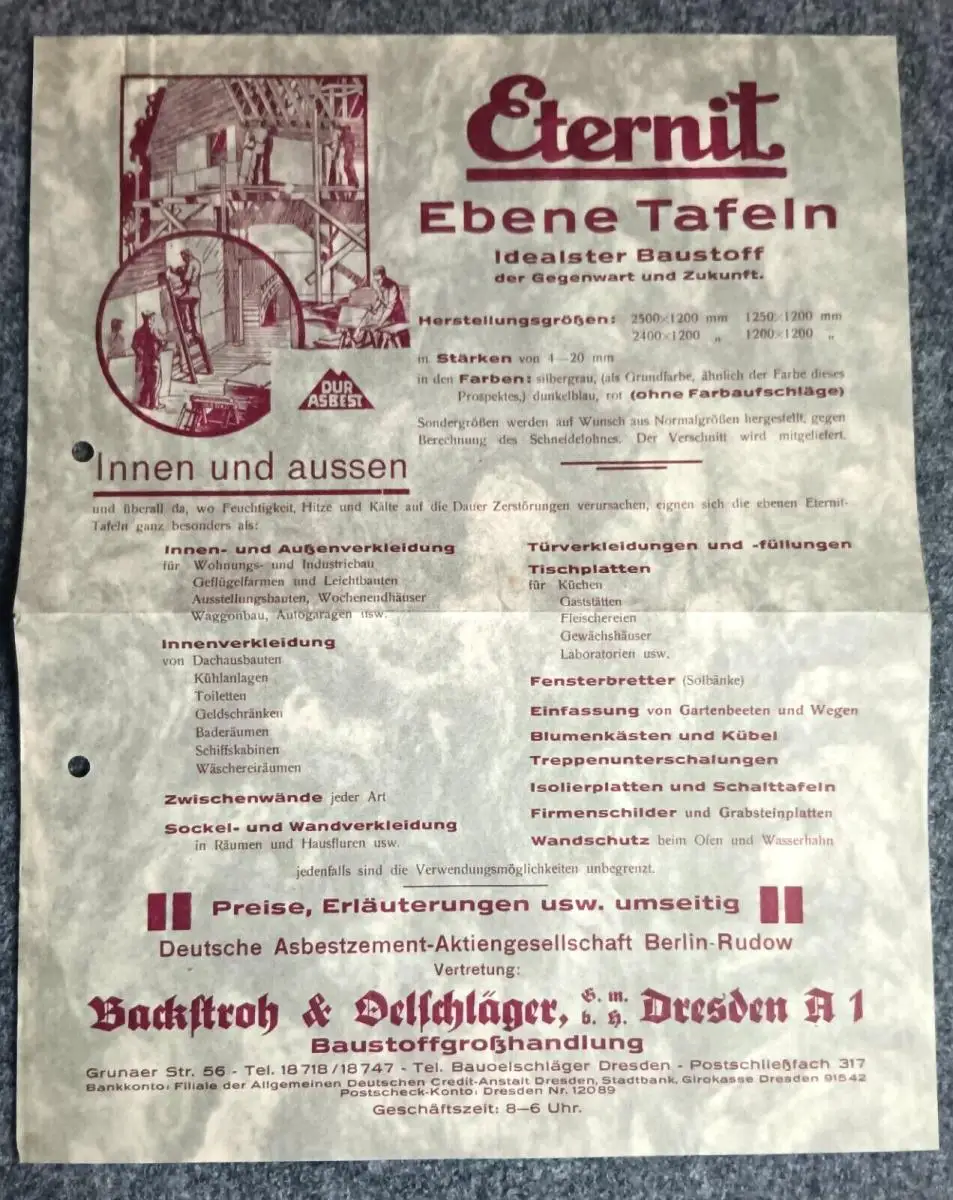 Eternit
Ebene Tafeln
Idealster Baustoff
der Gegenwart und Zukunft.
Herstellungsgrößen: 2500×1200 mm 1250×1200 mm
2400×1200 „ 1200×1200 „
in Stärken von 4—20 mm
in den Farben: silbergrau, (als Grundfarbe, ähnlich der Farbe dieses
Prospektes,) dunkelblau, rot (ohne Farbaufschläge)
Sondergrößen werden auf Wunsch aus Normalgrößen hergestellt, gegen
Berechnung des Schneidelohnes. Der Verschnitt wird mitgeliefert.
DUR
ASBEST
Innen und aussen
und überall da, wo Feuchtigkeit, Hitze und Kälte auf die Dauer Zerstörungen verursachen, eignen sich die ebenen Eternit-
Tafeln ganz besonders als:
Innen- und Außenverkleidung
für Wohnungs- und Industriebau
Geflügelfarmen und Leichtbauten
Ausstellungsbauten, Wochenendhäuser
Waggonbau, Autogaragen usw.
Innenverkleidung
von Dachausbauten
Kühlanlagen
Toiletten
Geldschränken
Baderäumen
Schiffskabinen
Wäschereiräumen
Zwischenwände jeder Art
Sockel- und Wandverkleidung
in Räumen und Hausfluren usw.
Türverkleidungen und -füllungen
Tischplatten
für Küchen
Gaststätten
Fleischereien
Gewächshäuser
Laboratorien usw.
Fensterbretter (Solbänke)
Einfassung von Gartenbeeten und Wegen
Blumenkästen und Kübel
Treppenunterschalungen
Isolierplatten und Schalttafeln
Firmenschilder und Grabsteinplatten
Wandschutz beim Ofen und Wasserhahn
jedenfalls sind die Verwendungsmöglichkeiten unbegrenzt.
Preise, Erläuterungen usw. umseitig
Deutsche Asbestzement-Aktiengesellschaft Berlin-Rudow
Vertretung:
Backstroh & Oelschläger, G. m. b. H. Dresden A 1
Baustoffgroßhandlung
Grunaer Str. 56 - Tel. 18718/18747 - Tel. Bauoelschläger Dresden - Postschließfach 317
Bankkonto: Filiale der Allgemeinen Deutschen Credit-Anstalt Dresden, Stadtbank, Girokasse Dresden 91542
Postscheck-Konto: Dresden Nr. 12089
Geschäftszeit: 8—6 Uhr.